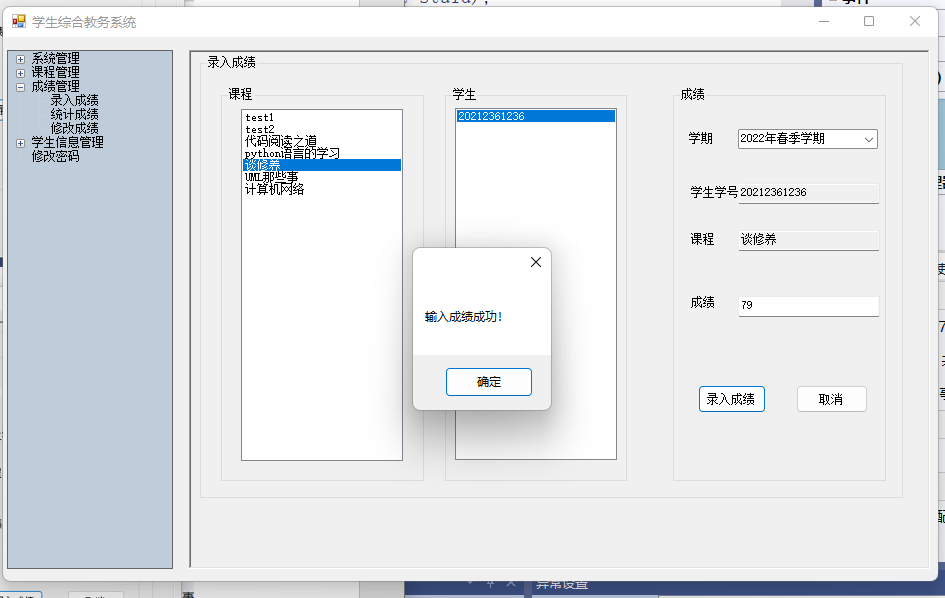 学生综合教务系统
系统管理
课程管理
成绩管理
录入成绩
统计成绩
修改成绩
学生信息管理
修改密码
录入成绩
课程
test1
test2
代码阅读之道
python语言的学习
谈修养
UML那些事
计算机网络
学生
20212361236
成绩
学期 2022年春季学期
学生学号 20212361236
课程 谈修养
成绩 79
录入成绩 取消
输入成绩成功!
确定
异常设置